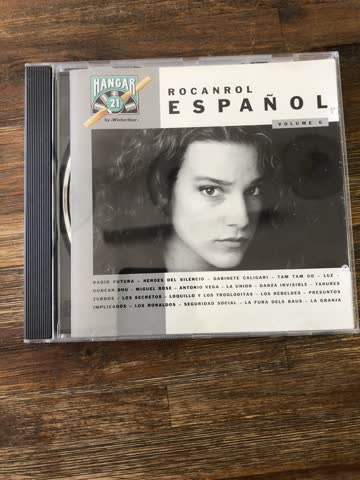 HANGAR
21
by «Winterthur»
ROCANROL
ESPAÑOL
VOLUME 6
RADIO FUTURA - HEROES DEL SILENCIO - GABINETE CALIGARI - TAM TAM GO - LUZ -
DUNCAN DHU - MIGUEL BOSE - ANTONIO VEGA - LA UNION - DANZA INVISIBLE - TAHURES
ZURDOS - LOS SECRETOS - LOQUILLO Y LOS TROGLODITAS - LOS REBELDES - PRESUNTOS
IMPLICADOS - LOS RONALDOS - SEGURIDAD SOCIAL - LA FURA DELS BAUS - LA GRANJA